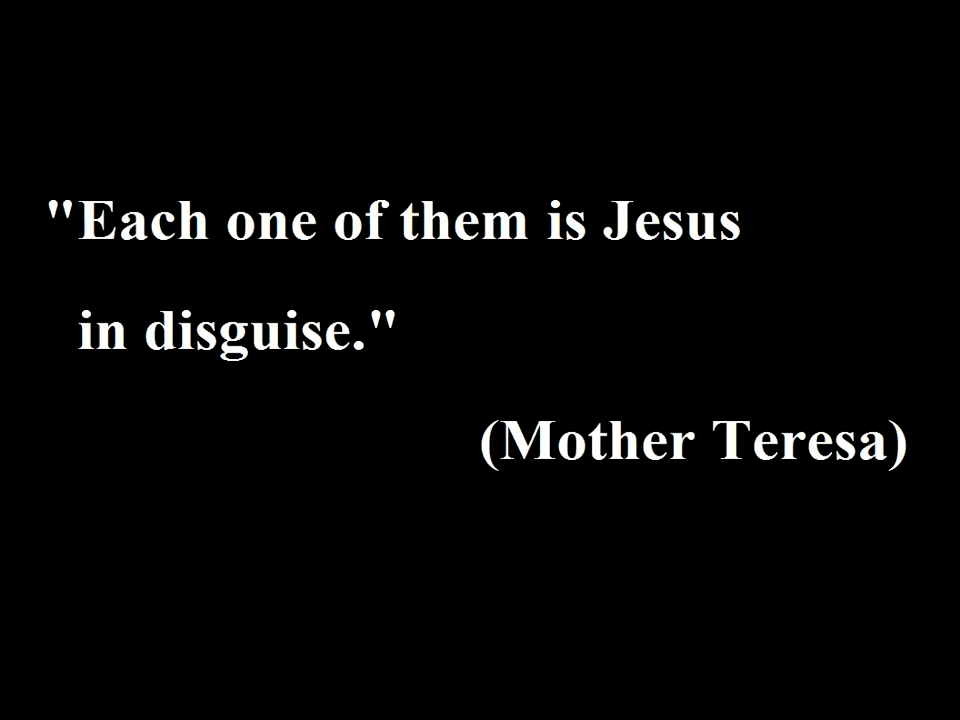 "Each one of them is Jesus
in disguise."
(Mother Teresa)